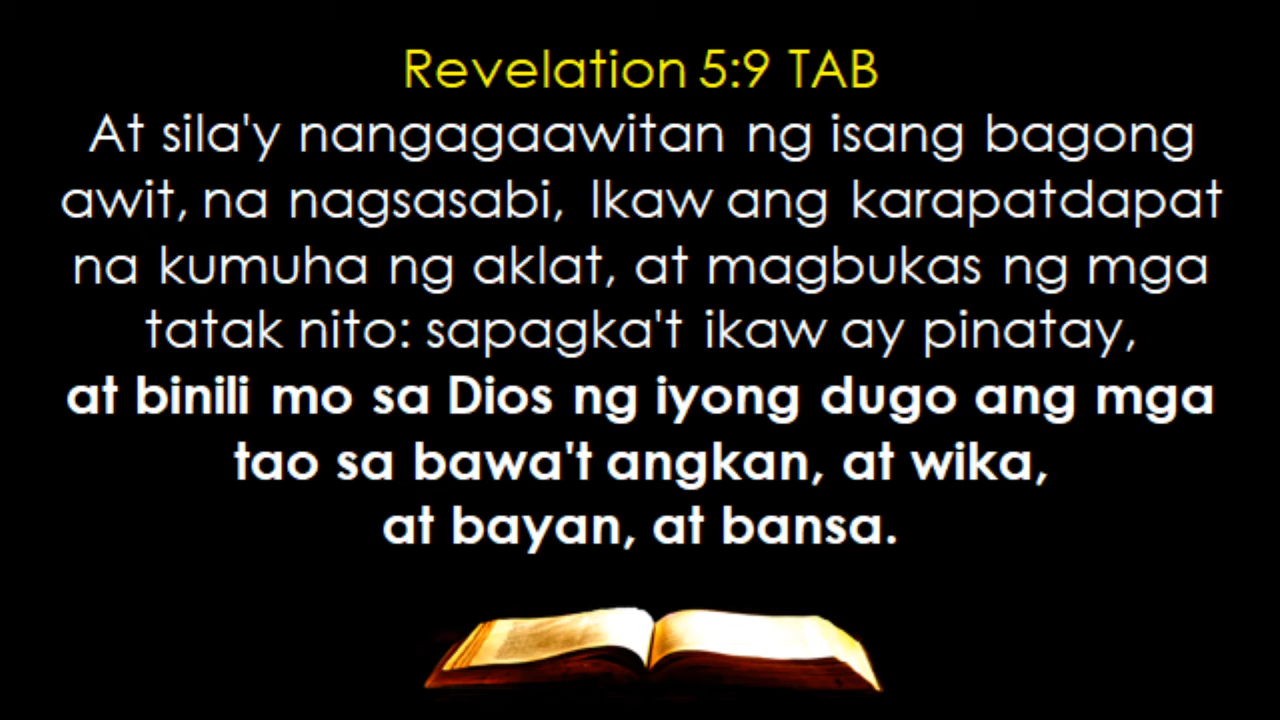 Revelation 5:9 TAB
At sila'y nangagaawitan ng isang bagong
awit, na nagsasabi, Ikaw ang karapatdapat
na kumuha ng aklat, at magbukas ng mga
tatak nito: sapagka't ikaw ay pinatay,
at binili mo sa Dios ng iyong dugo ang mga
tao sa bawa't angkan, at wika,
at bayan, at bansa.